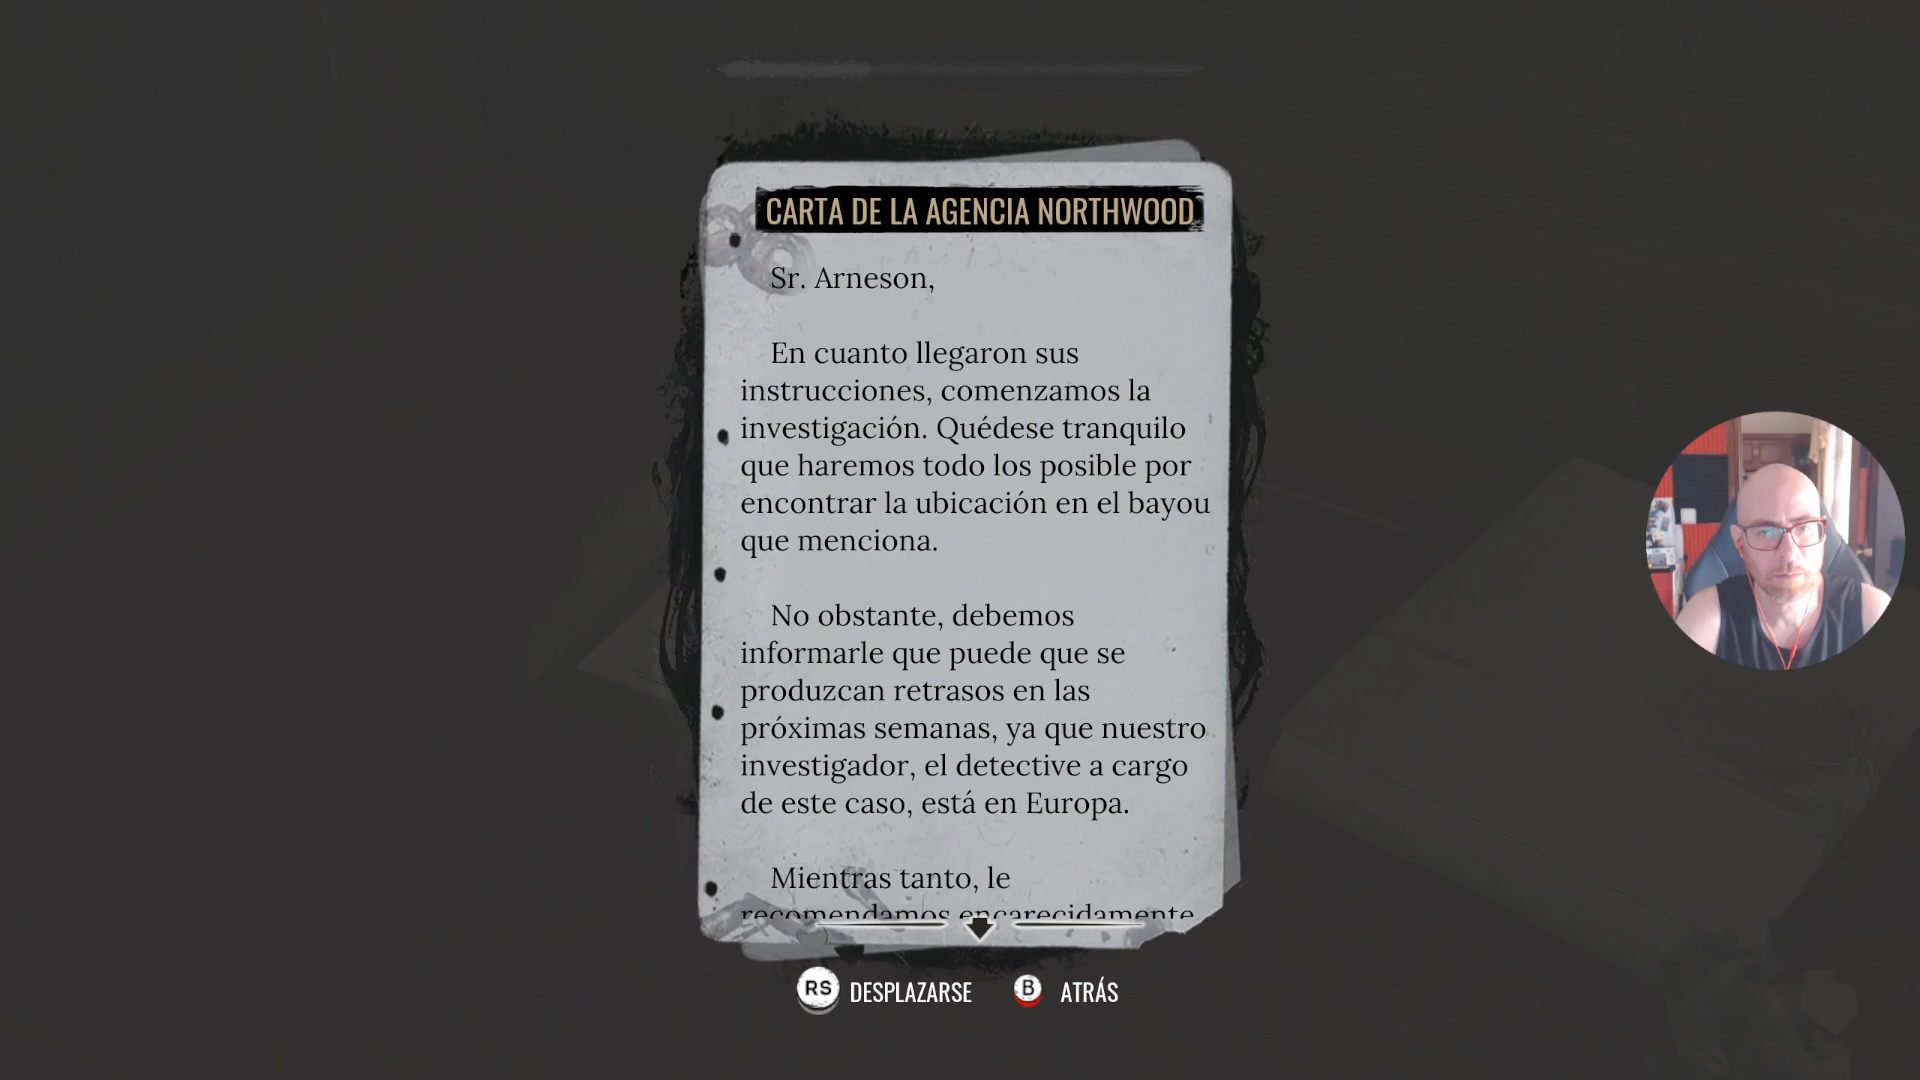 CARTA DE LA AGENCIA NORTHWOOD
Sr. Arneson,
En cuanto llegaron sus
instrucciones, comenzamos la
investigación. Quédese tranquilo
que haremos todo los posible por
encontrar la ubicación en el bayou
que menciona.
No obstante, debemos
informarle que puede que se
produzcan retrasos en las
próximas semanas, ya que nuestro
investigador, el detective a cargo
de este caso, está en Europa.
Mientras tanto, le
recomendamos encarecidamente
RS DESPLAZARSE B ATRÁS